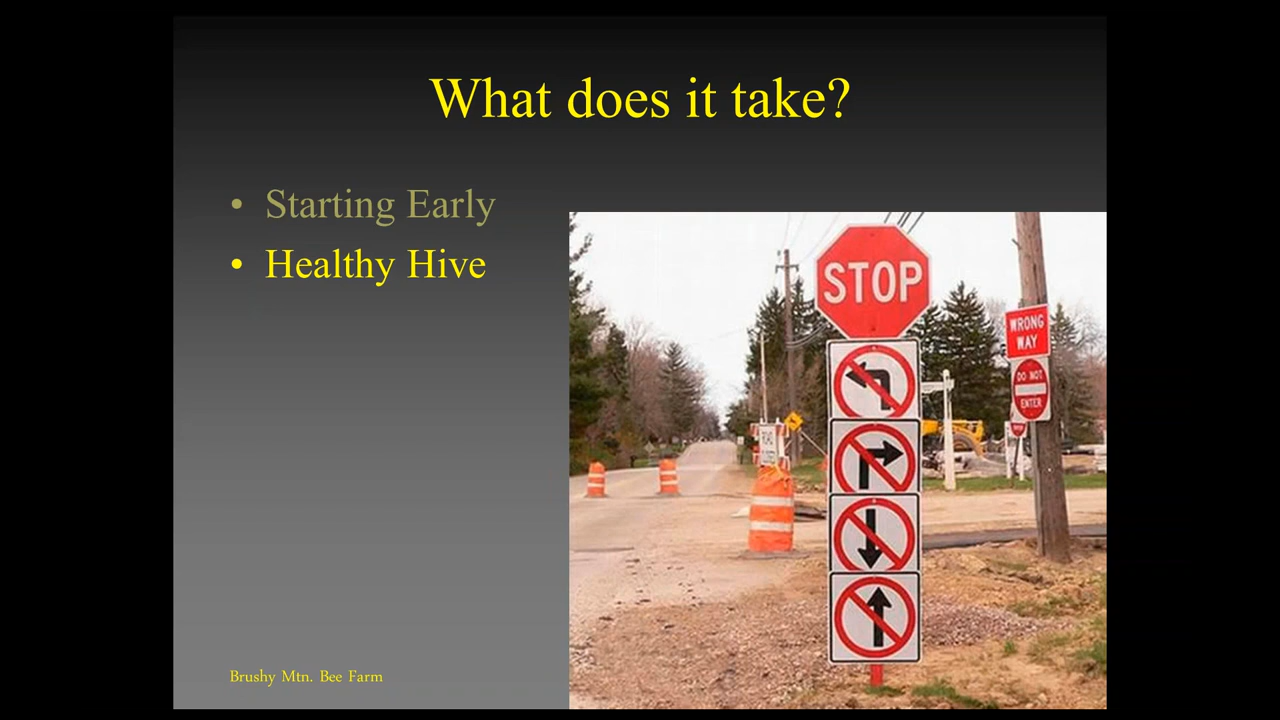 What does it take?
• Starting Early
• Healthy Hive
STOP
WRONG
WAY
DO NOT
ENTER
Brushy Mtn. Bee Farm